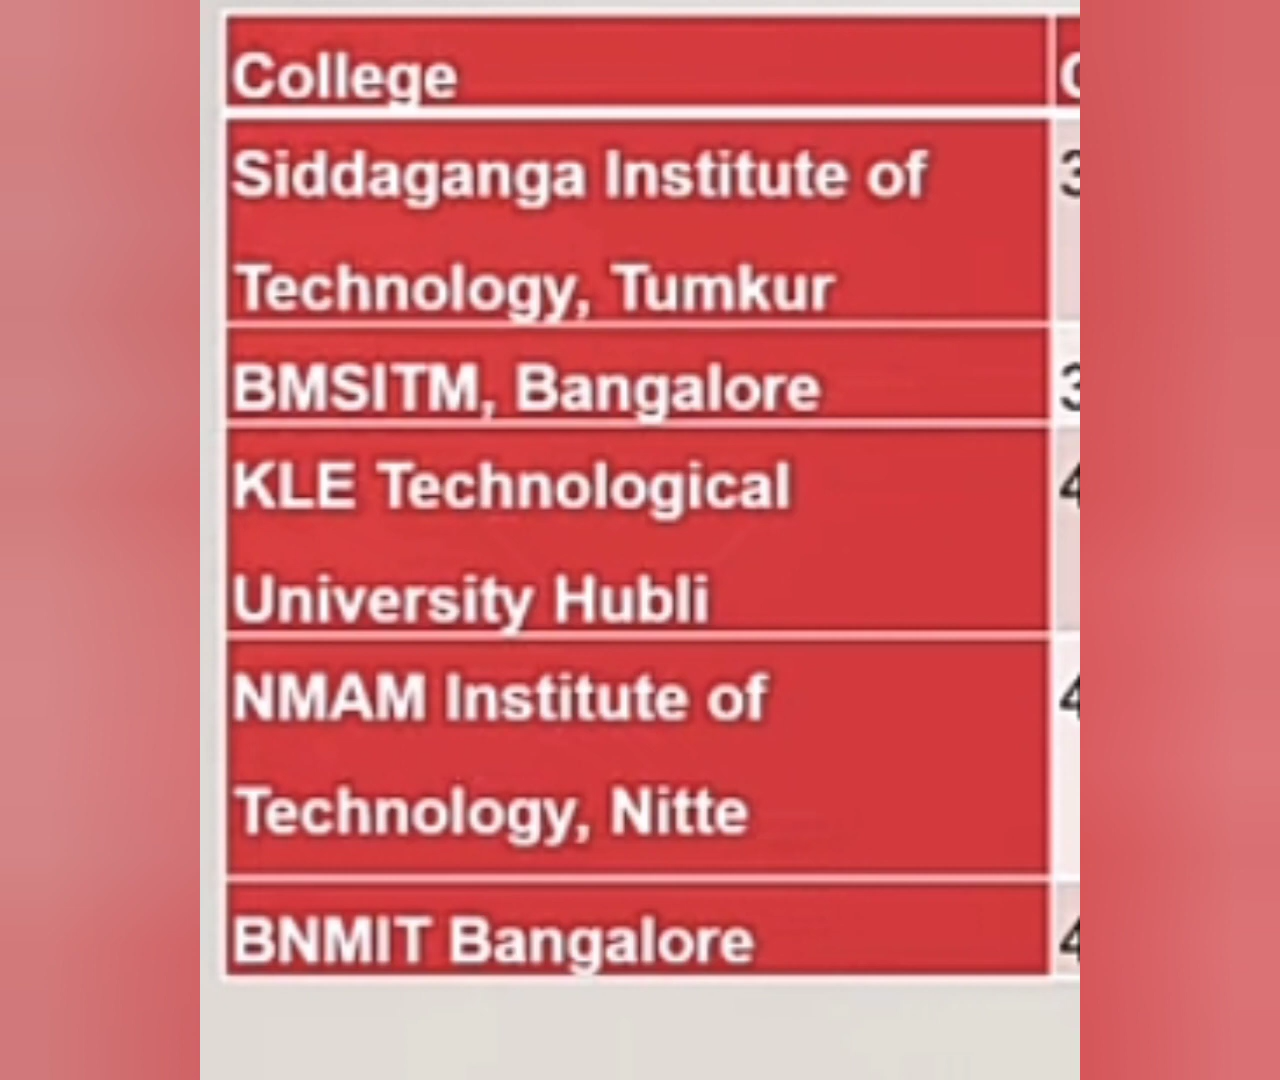 College
Siddaganga Institute of
Technology, Tumkur
BMSITM, Bangalore
KLE Technological
University Hubli
NMAM Institute of
Technology, Nitte
BNMIT Bangalore